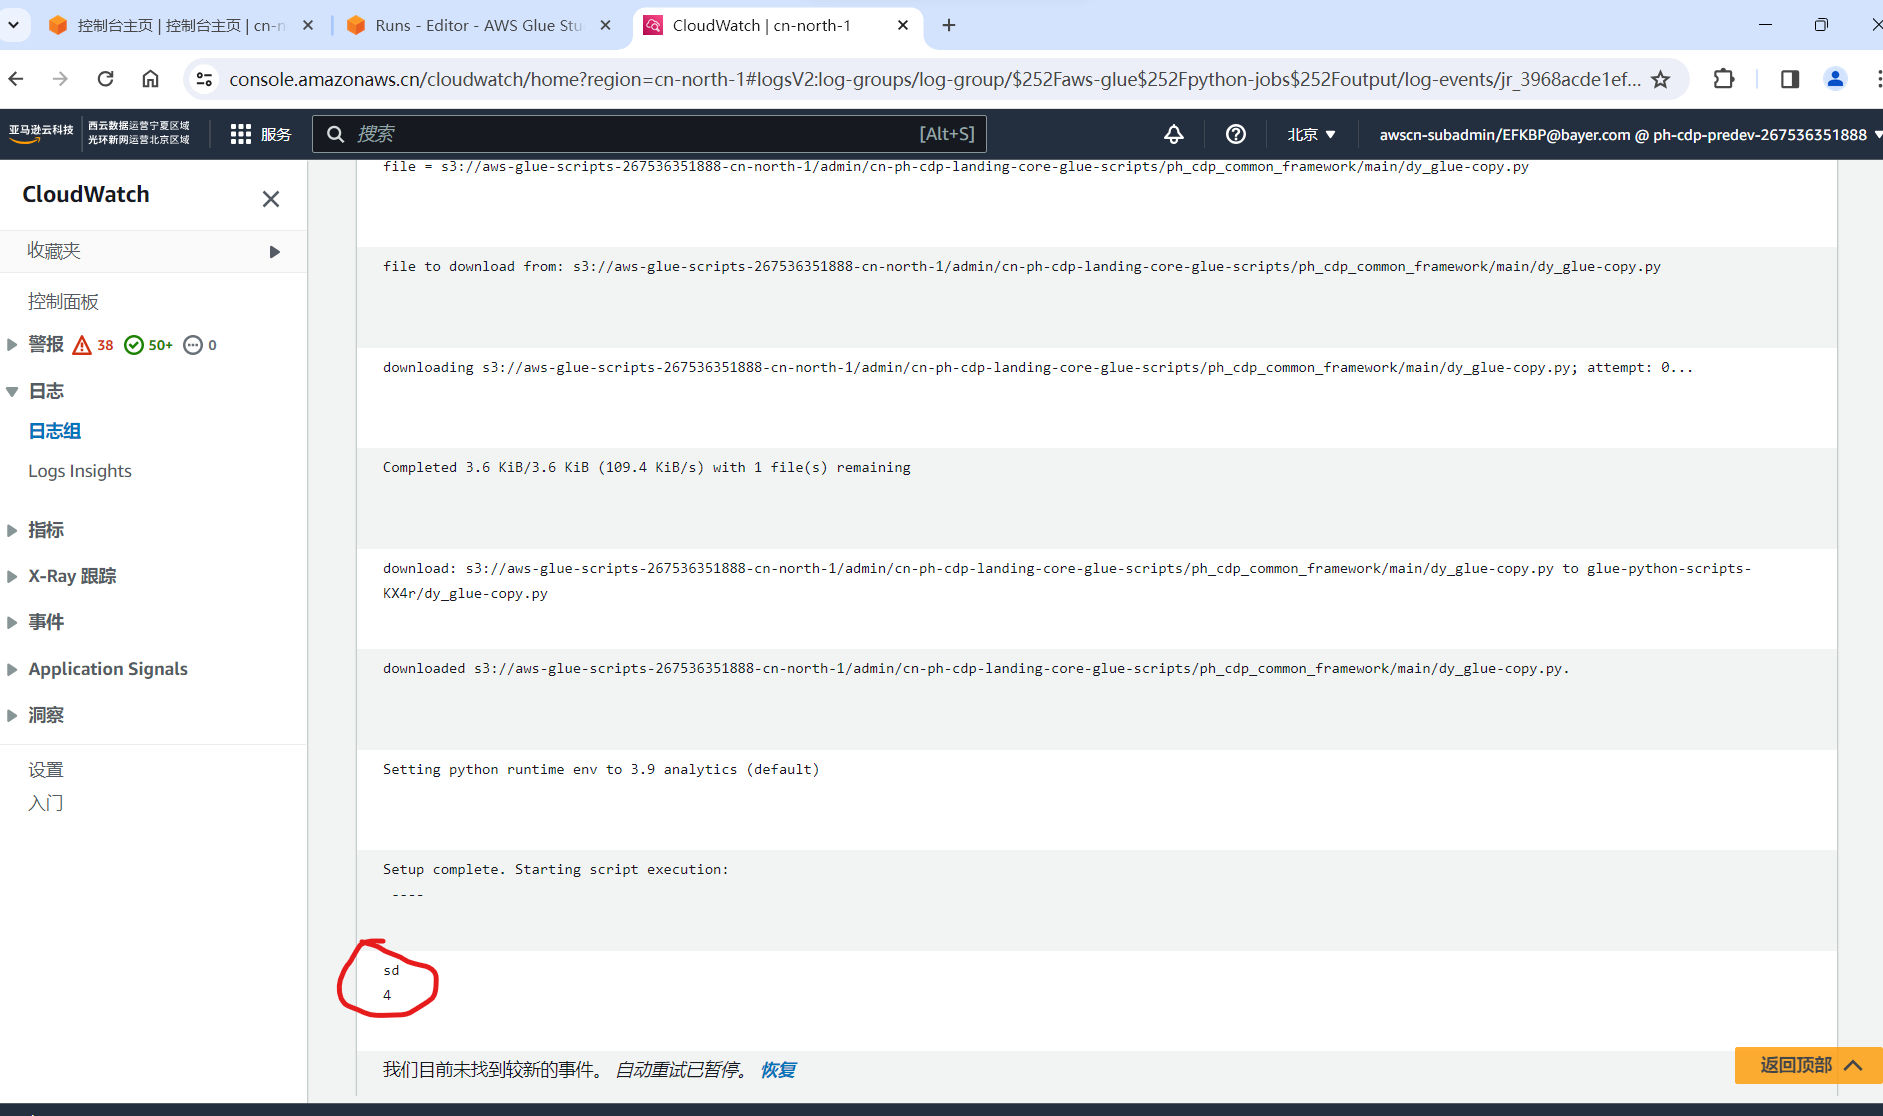 控制台主页 | 控制台主页 | cn-n
Runs - Editor - AWS Glue Stu
CloudWatch | cn-north-1
console.amazonaws.cn/cloudwatch/home?region=cn-north-1#logsV2:log-groups/log-group/$252Faws-glue$252Fpython-jobs$252Foutput/log-events/jr_3968acde1ef...
亚马逊云科技
西云数据运营宁夏区域
光环新网运营北京区域
服务
搜索
[Alt+S]
北京
awscn-subadmin/EFKBP@bayer.com @ ph-cdp-predev-267536351888
CloudWatch
收藏夹
控制面板
警报 38 50+ 0
日志
日志组
Logs Insights
指标
X-Ray 跟踪
事件
Application Signals
洞察
设置
入门
file = s3://aws-glue-scripts-267536351888-cn-north-1/admin/cn-ph-cdp-landing-core-glue-scripts/ph_cdp_common_framework/main/dy_glue-copy.py
file to download from: s3://aws-glue-scripts-267536351888-cn-north-1/admin/cn-ph-cdp-landing-core-glue-scripts/ph_cdp_common_framework/main/dy_glue-copy.py
downloading s3://aws-glue-scripts-267536351888-cn-north-1/admin/cn-ph-cdp-landing-core-glue-scripts/ph_cdp_common_framework/main/dy_glue-copy.py; attempt: 0...
Completed 3.6 KiB/3.6 KiB (109.4 KiB/s) with 1 file(s) remaining
download: s3://aws-glue-scripts-267536351888-cn-north-1/admin/cn-ph-cdp-landing-core-glue-scripts/ph_cdp_common_framework/main/dy_glue-copy.py to glue-python-scripts-
KX4r/dy_glue-copy.py
downloaded s3://aws-glue-scripts-267536351888-cn-north-1/admin/cn-ph-cdp-landing-core-glue-scripts/ph_cdp_common_framework/main/dy_glue-copy.py.
Setting python runtime env to 3.9 analytics (default)
Setup complete. Starting script execution:
----
sd
4
我们目前未找到较新的事件。 自动重试已暂停。 恢复
返回顶部